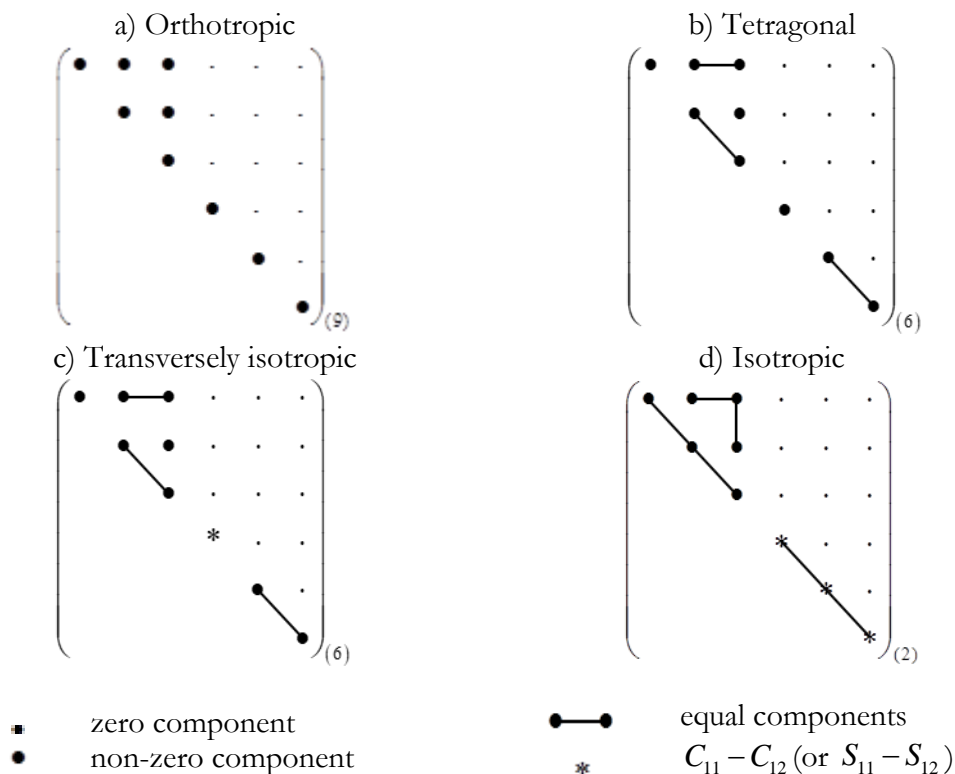 a) Orthotropic
b) Tetragonal
(9)
(6)
c) Transversely isotropic
d) Isotropic
*
*
*
*
(6)
(2)
zero component
equal components
non-zero component
* C₁₁ − C₁₂ (or S₁₁ − S₁₂)